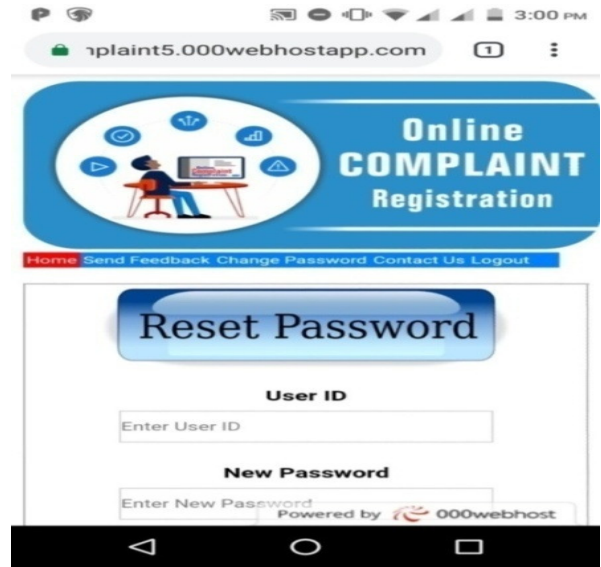 3:00 PM
nplaint5.000webhostapp.com
1
Online
COMPLAINT
Registration
Home Send Feedback Change Password Contact Us Logout
Reset Password
User ID
Enter User ID
New Password
Enter New Password
Powered by 000webhost